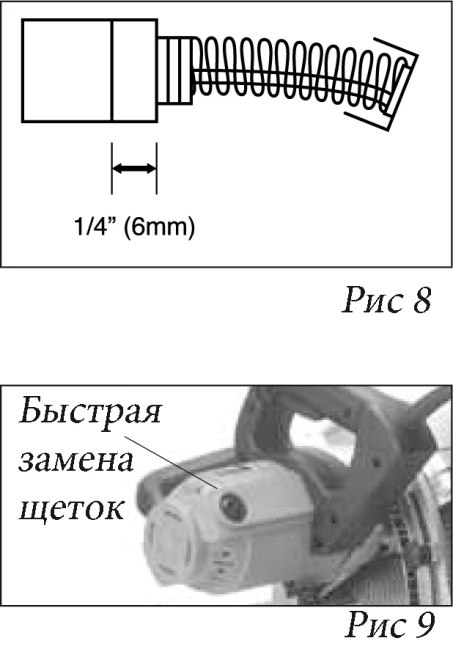 1/4” (6mm)
Рис 8
Быстрая
замена
щеток
Рис 9